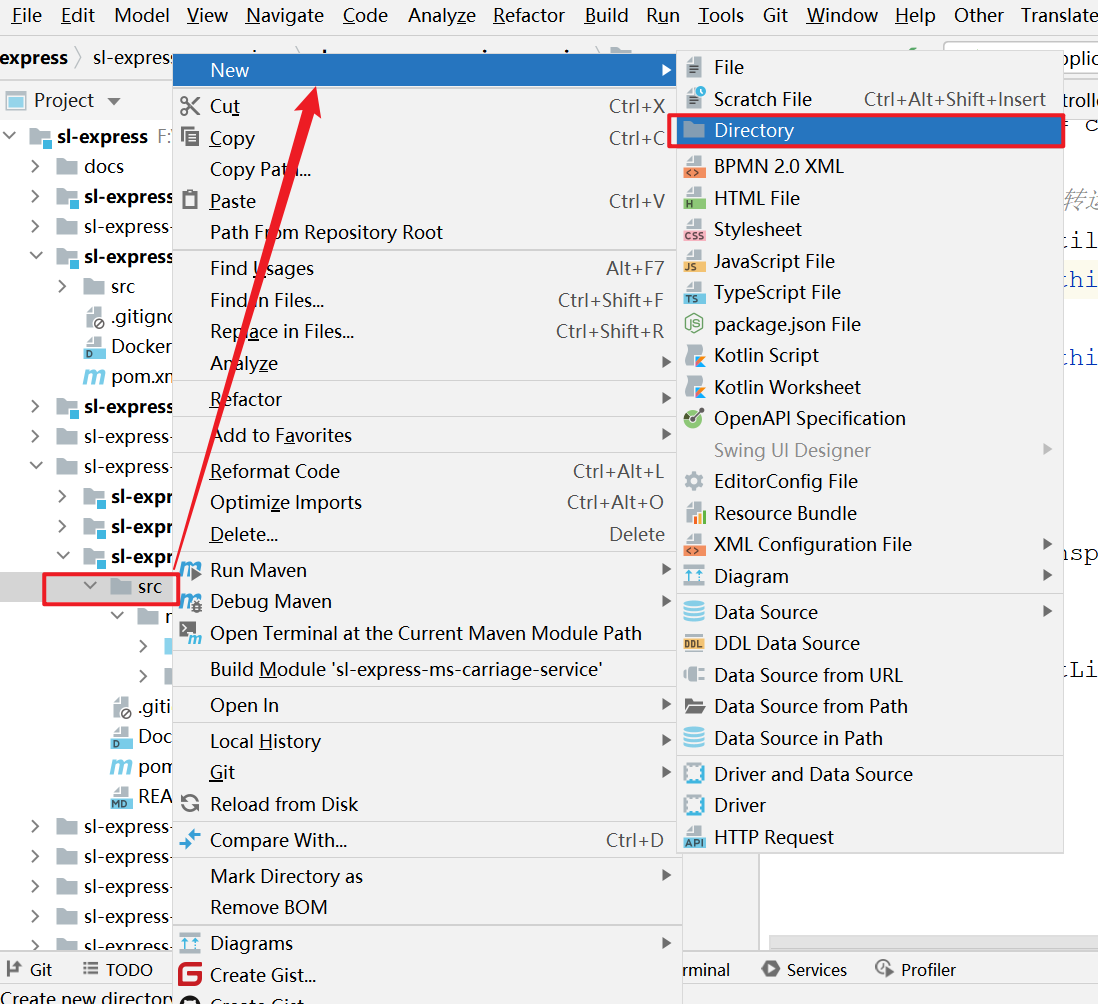 File Edit Model View Navigate Code Analyze Refactor Build Run Tools Git Window Help Other Translate
express sl-express
Project
sl-express F:
docs
sl-express
sl-express-
sl-express
src
.gitigno
Docker
pom.xm
sl-express
sl-express-
sl-express-
sl-expr
sl-expr
sl-expr
src
.giti
Doc
pom
REA
sl-express-
sl-express-
sl-express-
sl-express-
sl-express-
New
Cut Ctrl+X
Copy Ctrl+C
Copy Path...
Paste Ctrl+V
Path From Repository Root
Find Usages Alt+F7
Find in Files... Ctrl+Shift+F
Replace in Files... Ctrl+Shift+R
Analyze
Refactor
Add to Favorites
Reformat Code Ctrl+Alt+L
Optimize Imports Ctrl+Alt+O
Delete... Delete
Run Maven
Debug Maven
Open Terminal at the Current Maven Module Path
Build Module 'sl-express-ms-carriage-service'
Open In
Local History
Git
Reload from Disk
Compare With... Ctrl+D
Mark Directory as
Remove BOM
Diagrams
Create Gist...
Create Gist
File
Scratch File Ctrl+Alt+Shift+Insert
Directory
BPMN 2.0 XML
HTML File
Stylesheet
JavaScript File
TypeScript File
package.json File
Kotlin Script
Kotlin Worksheet
OpenAPI Specification
Swing UI Designer
EditorConfig File
Resource Bundle
XML Configuration File
Diagram
Data Source
DDL Data Source
Data Source from URL
Data Source from Path
Data Source in Path
Driver and Data Source
Driver
HTTP Request
Git TODO rminal Services Profiler
Create new directory